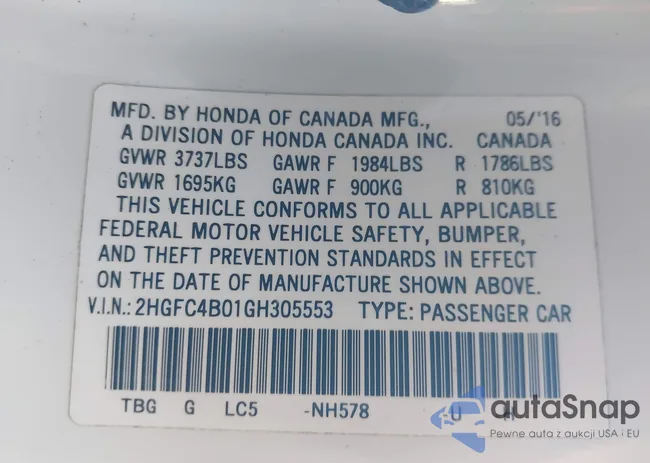 MFD. BY HONDA OF CANADA MFG., 05/'16
A DIVISION OF HONDA CANADA INC. CANADA
GVWR 3737LBS GAWR F 1984LBS R 1786LBS
GVWR 1695KG GAWR F 900KG R 810KG
THIS VEHICLE CONFORMS TO ALL APPLICABLE
FEDERAL MOTOR VEHICLE SAFETY, BUMPER,
AND THEFT PREVENTION STANDARDS IN EFFECT
ON THE DATE OF MANUFACTURE SHOWN ABOVE.
V.I.N.: 2HGFC4B01GH305553 TYPE: PASSENGER CAR
TBG G LC5 -NH578 -U
autoSnap
Pewne auta z aukcji USA i EU